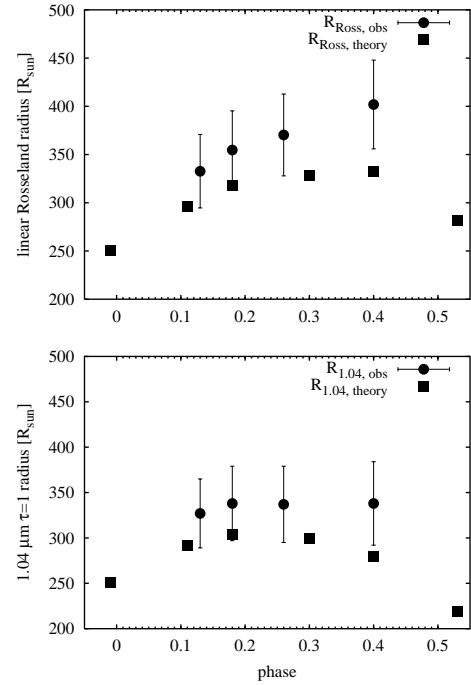 500
450
400
350
300
250
200
linear Rosseland radius [R_sun]
R_Ross, obs
R_Ross, theory
0 0.1 0.2 0.3 0.4 0.5
500
450
400
350
300
250
200
1.04 μm τ=1 radius [R_sun]
R_1.04, obs
R_1.04, theory
0 0.1 0.2 0.3 0.4 0.5
phase